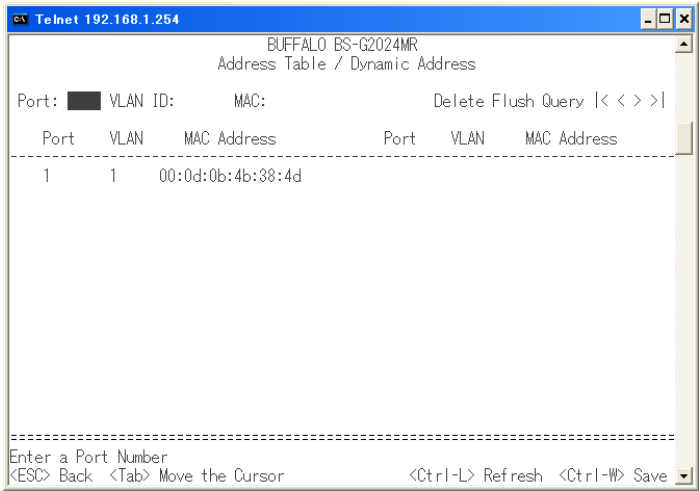 Telnet 192.168.1.254
BUFFALO BS-G2024MR
Address Table / Dynamic Address
Port: VLAN ID: MAC: Delete Flush Query |< < > >|
Port VLAN MAC Address Port VLAN MAC Address
1 1 00:0d:0b:4b:38:4d
Enter a Port Number
<ESC> Back <Tab> Move the Cursor <Ctrl-L> Refresh <Ctrl-W> Save